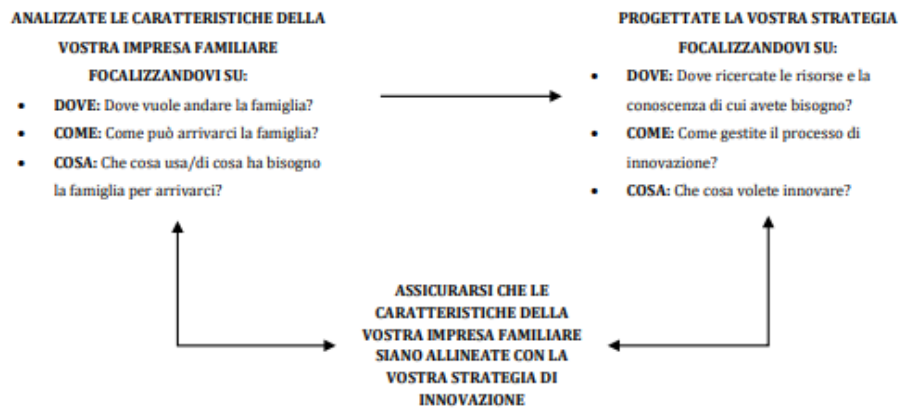 ANALIZZATE LE CARATTERISTICHE DELLA
VOSTRA IMPRESA FAMILIARE
FOCALIZZANDOVI SU:
• DOVE: Dove vuole andare la famiglia?
• COME: Come può arrivarci la famiglia?
• COSA: Che cosa usa/di cosa ha bisogno
la famiglia per arrivarci?
PROGETTATE LA VOSTRA STRATEGIA
FOCALIZZANDOVI SU:
• DOVE: Dove ricercate le risorse e la
conoscenza di cui avete bisogno?
• COME: Come gestite il processo di
innovazione?
• COSA: Che cosa volete innovare?
ASSICURARSI CHE LE
CARATTERISTICHE DELLA
VOSTRA IMPRESA FAMILIARE
SIANO ALLINEATE CON LA
VOSTRA STRATEGIA DI
INNOVAZIONE